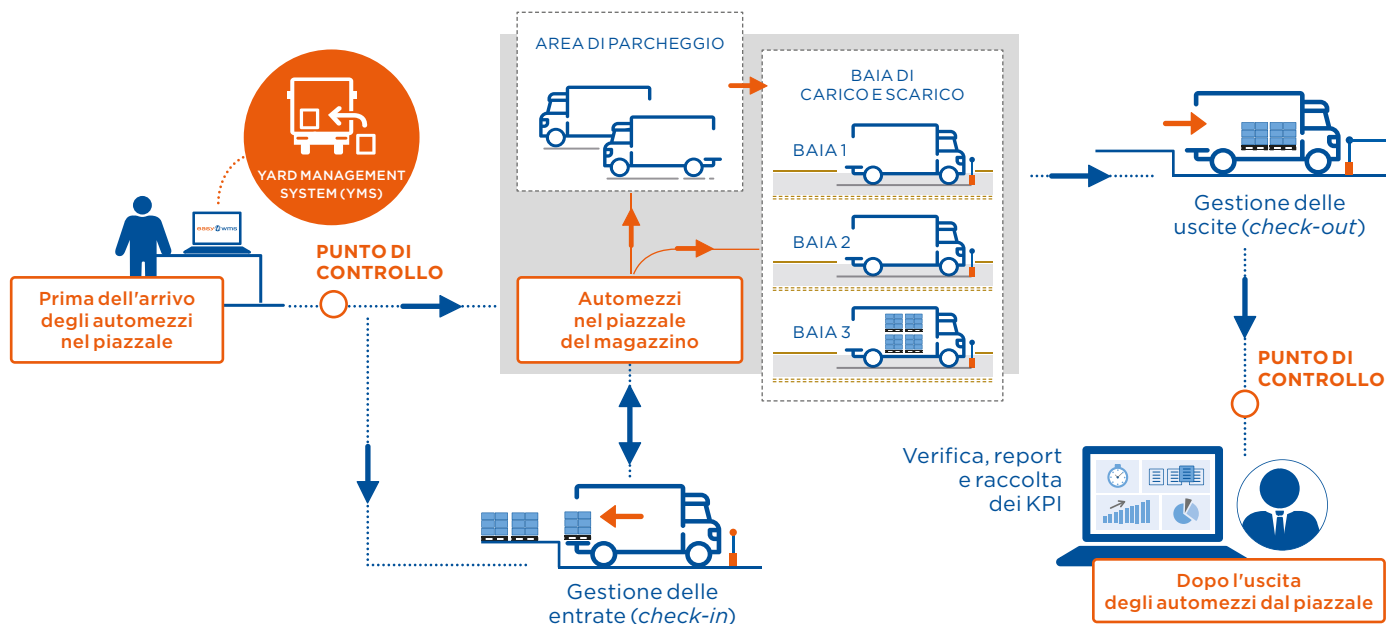 YARD MANAGEMENT
SYSTEM (YMS)
easy wms
PUNTO DI
CONTROLLO
Prima dell'arrivo
degli automezzi
nel piazzale
AREA DI PARCHEGGIO
BAIA DI
CARICO E SCARICO
BAIA 1
BAIA 2
BAIA 3
Automezzi
nel piazzale
del magazzino
Gestione delle
entrate (check-in)
Gestione delle
uscite (check-out)
PUNTO DI
CONTROLLO
Verifica, report
e raccolta
dei KPI
Dopo l'uscita
degli automezzi dal piazzale